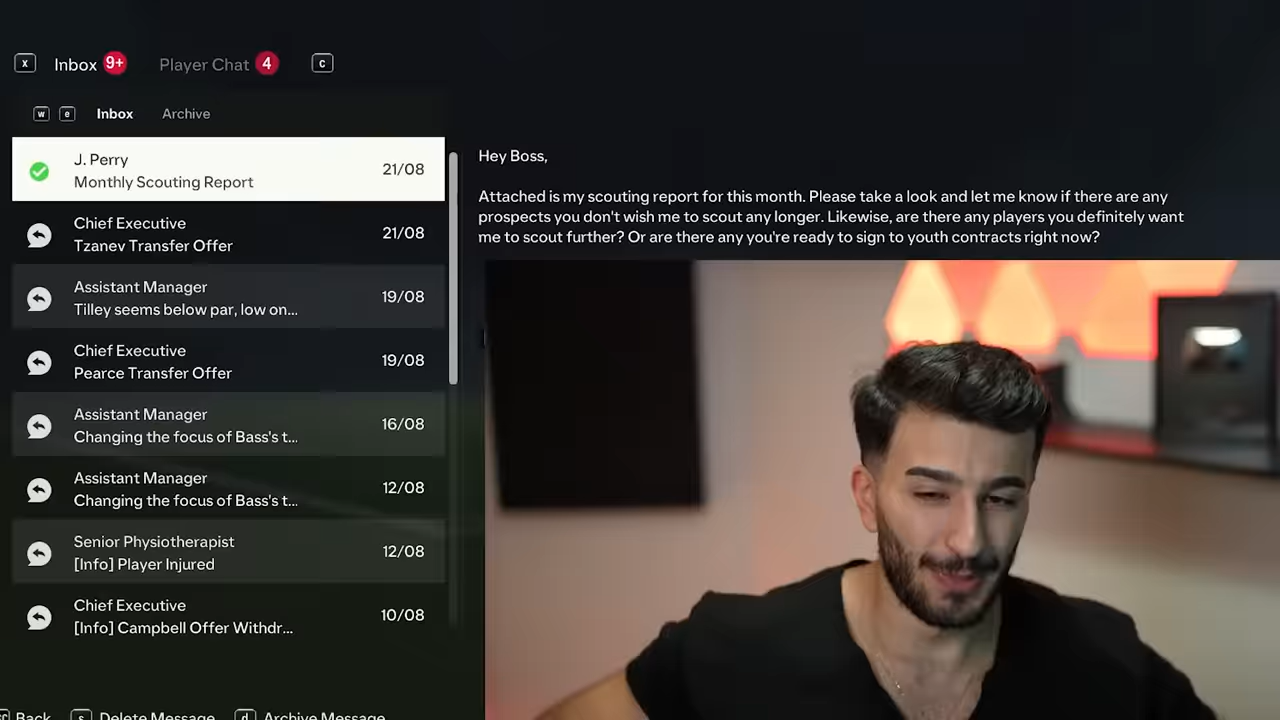 x Inbox 9+ Player Chat 4 c
w e Inbox Archive
J. Perry
Monthly Scouting Report
21/08
Chief Executive
Tzanev Transfer Offer
21/08
Assistant Manager
Tilley seems below par, low on...
19/08
Chief Executive
Pearce Transfer Offer
19/08
Assistant Manager
Changing the focus of Bass's t...
16/08
Assistant Manager
Changing the focus of Bass's t...
12/08
Senior Physiotherapist
[Info] Player Injured
12/08
Chief Executive
[Info] Campbell Offer Withdr...
10/08
Back s Delete Message d Archive Message
Hey Boss,
Attached is my scouting report for this month. Please take a look and let me know if there are any
prospects you don't wish me to scout any longer. Likewise, are there any players you definitely want
me to scout further? Or are there any you're ready to sign to youth contracts right now?